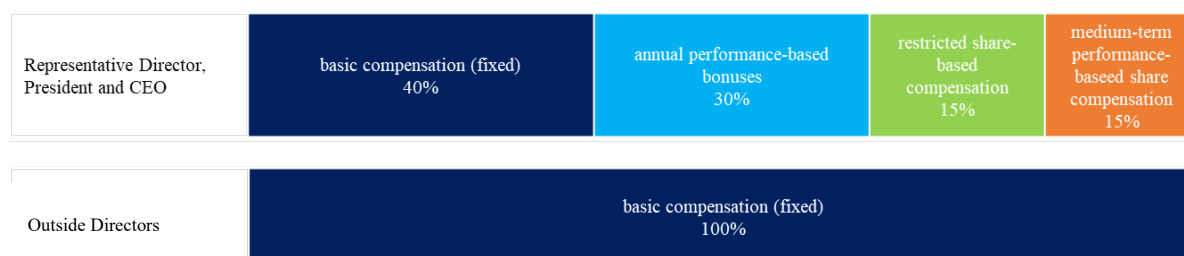 Representative Director,
President and CEO
basic compensation (fixed)
40%
annual performance-based
bonuses
30%
restricted share-
based
compensation
15%
medium-term
performance-
baseed share
compensation
15%
Outside Directors
basic compensation (fixed)
100%